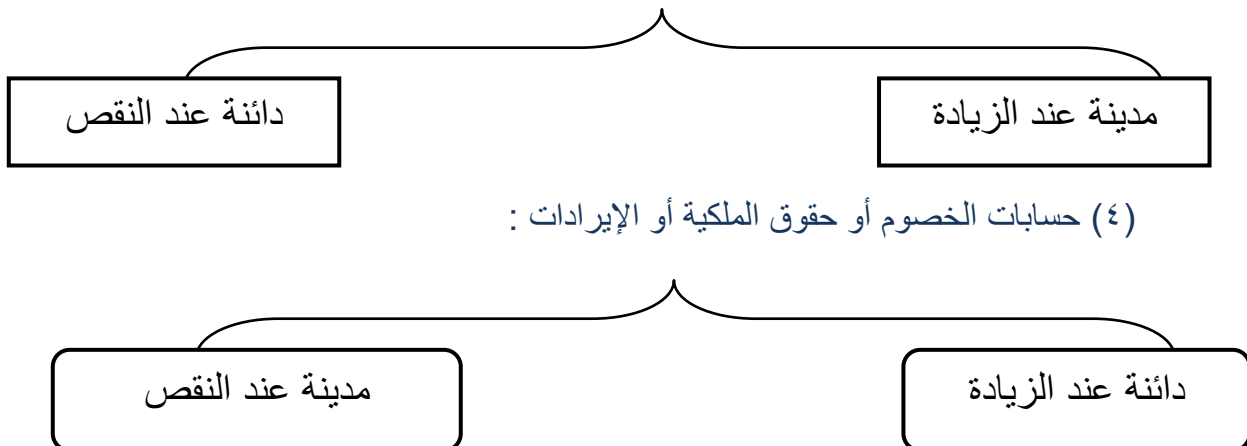 مدينة عند الزيادة
دائنة عند النقص
(٤) حسابات الخصوم أو حقوق الملكية أو الإيرادات :
دائنة عند الزيادة
مدينة عند النقص